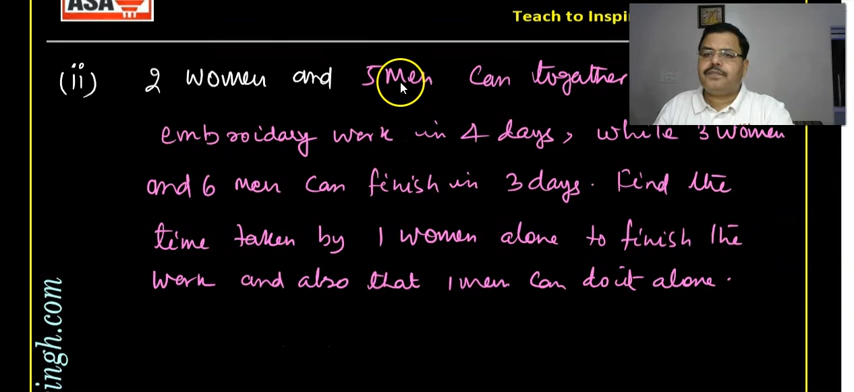 ASA
Teach to Inspi
(ii) 2 women and 5 men can together
embroidary work in 4 days, while 3 women
and 6 men can finish in 3 days. Find the
time taken by 1 women alone to finish the
work and also that 1 men can do it alone.
ingh.com